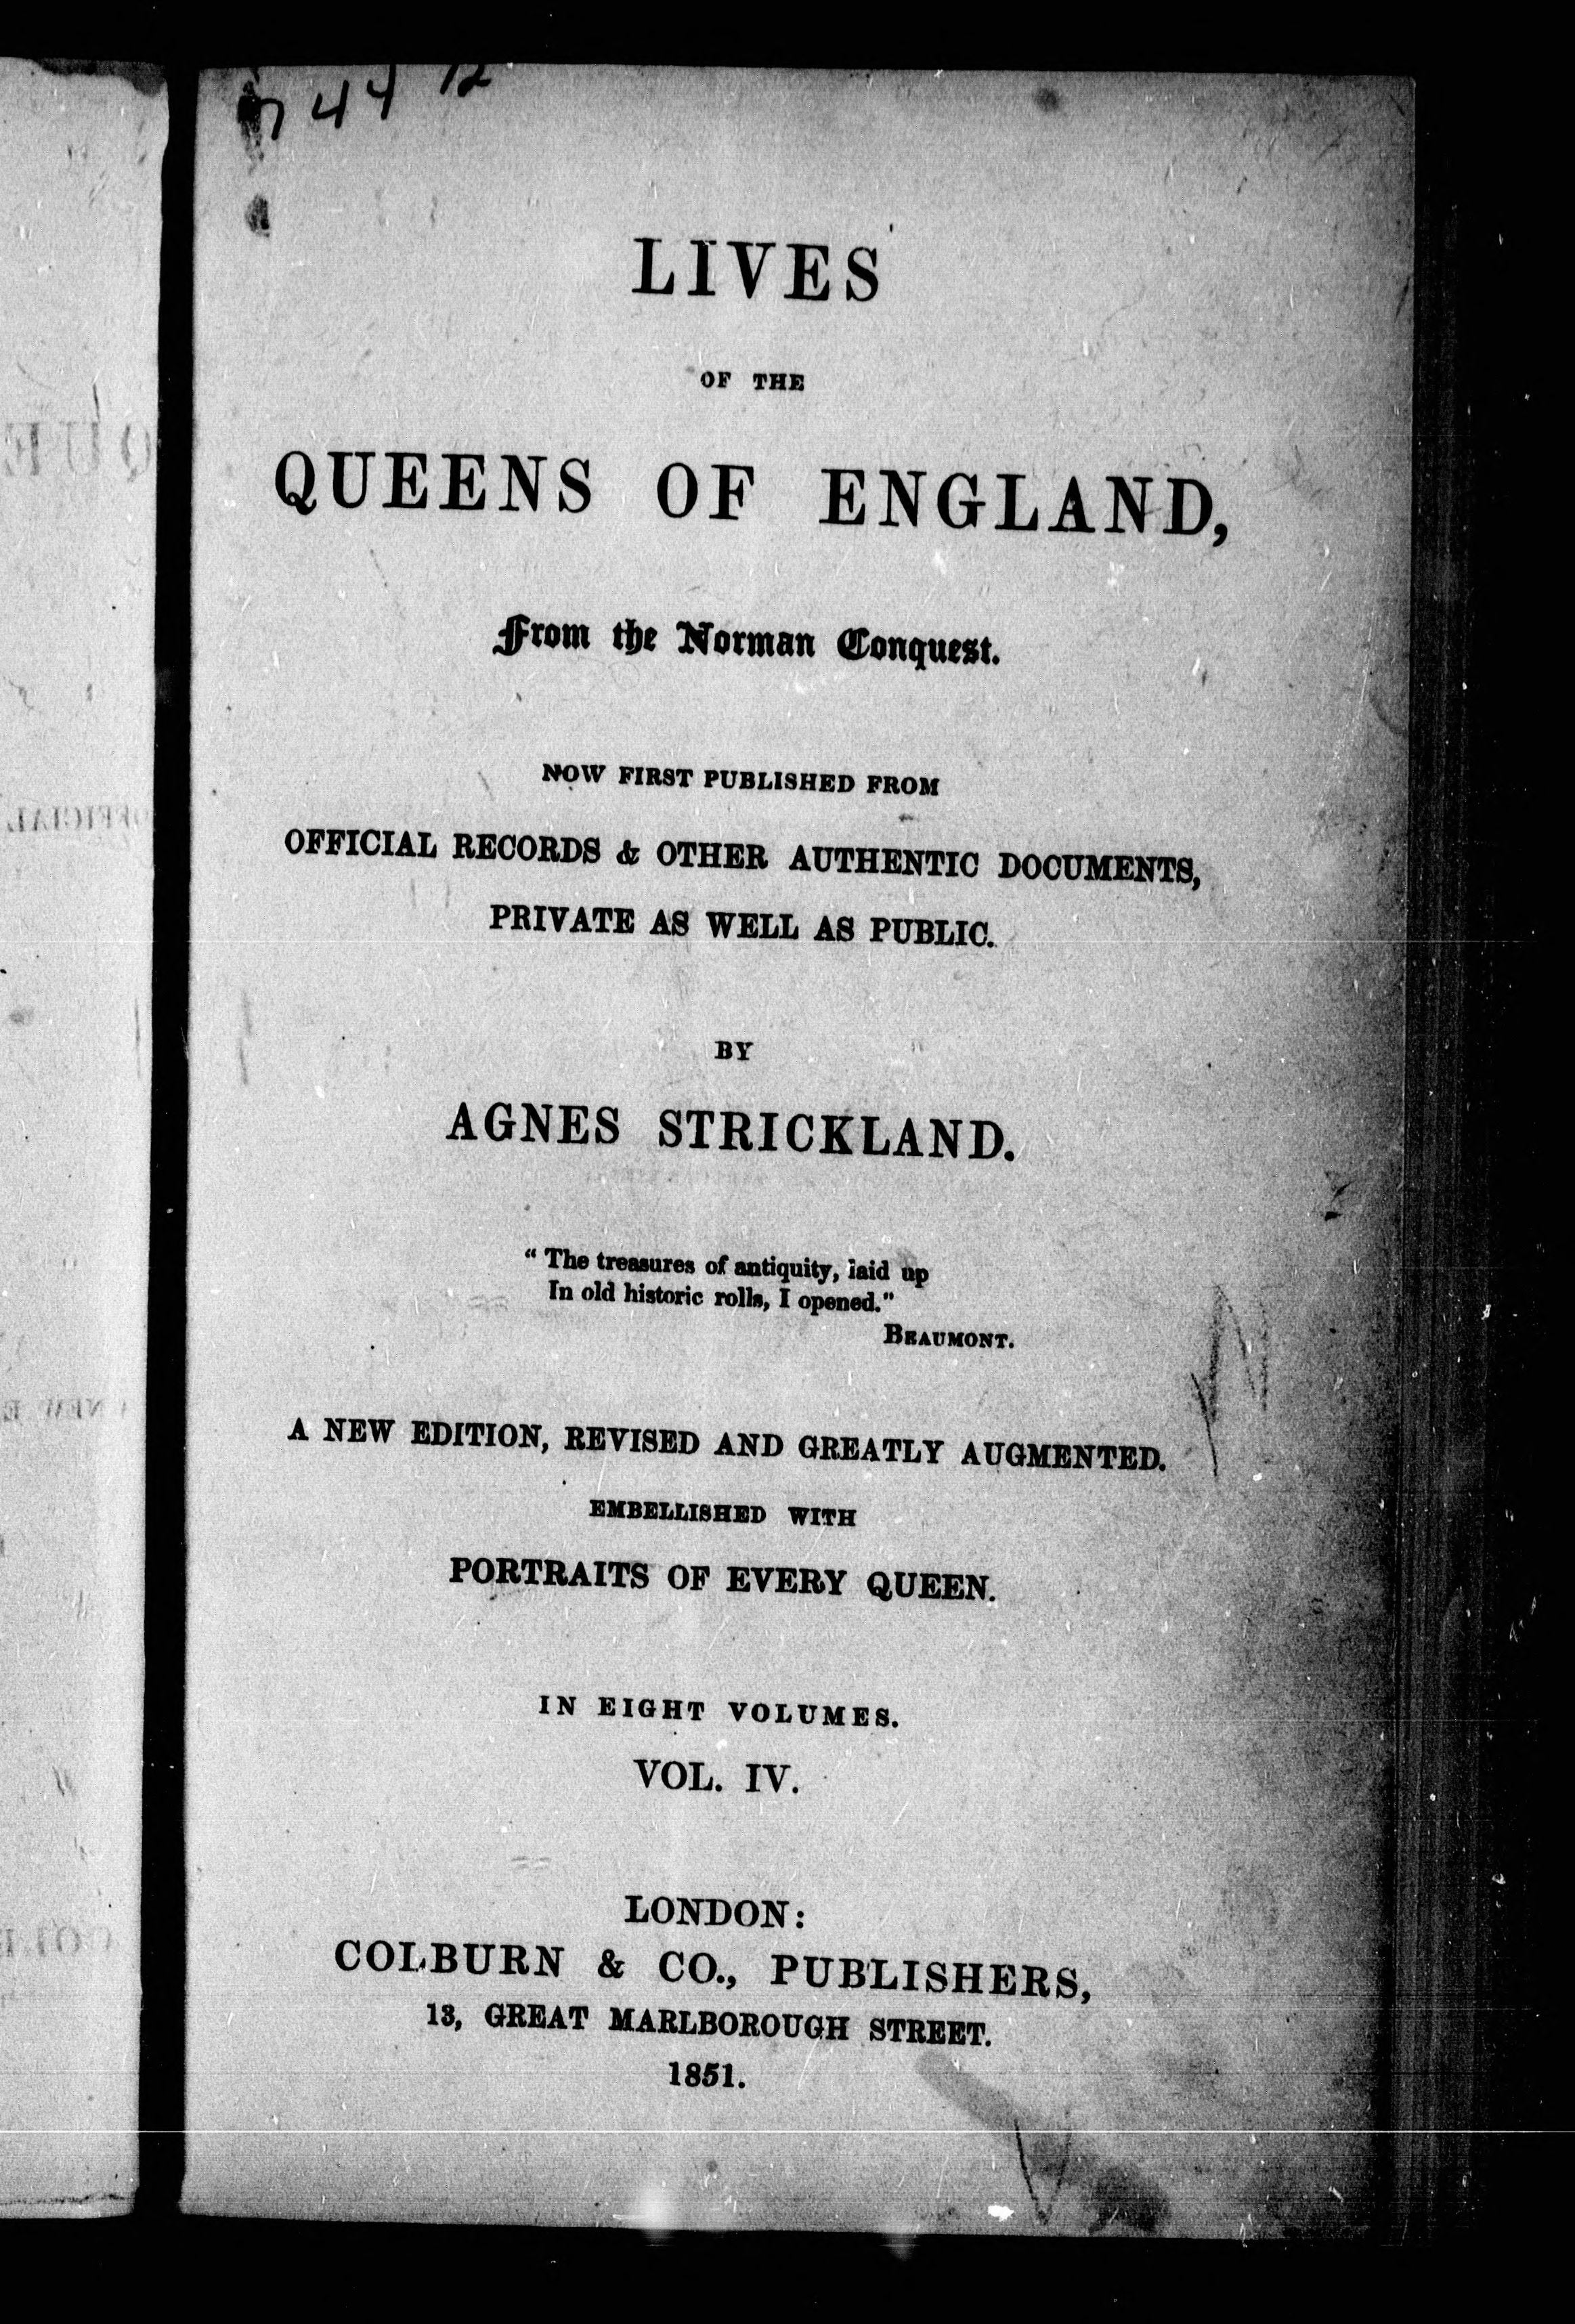 744 12
LIVES
OF THE
QUEENS OF ENGLAND,
From the Norman Conquest.
NOW FIRST PUBLISHED FROM
OFFICIAL RECORDS & OTHER AUTHENTIC DOCUMENTS,
PRIVATE AS WELL AS PUBLIC.
BY
AGNES STRICKLAND.
“ The treasures of antiquity, laid up
In old historic rolls, I opened.”
BEAUMONT.
A NEW EDITION, REVISED AND GREATLY AUGMENTED.
EMBELLISHED WITH
PORTRAITS OF EVERY QUEEN.
IN EIGHT VOLUMES.
VOL. IV.
LONDON:
COLBURN & CO., PUBLISHERS,
13, GREAT MARLBOROUGH STREET.
1851.